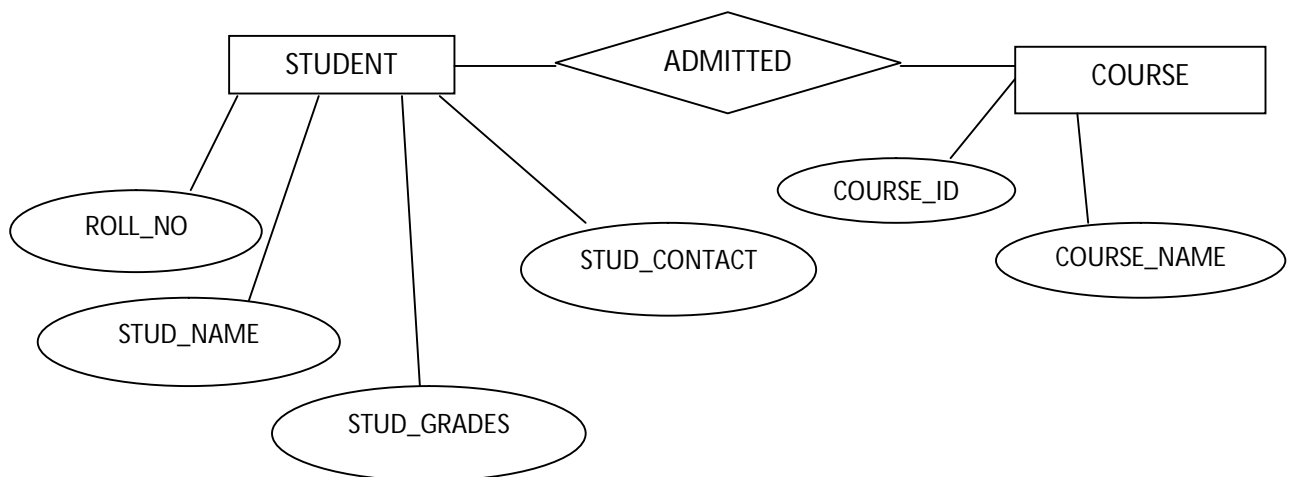 STUDENT
ADMITTED
COURSE
ROLL_NO
COURSE_ID
STUD_CONTACT
COURSE_NAME
STUD_NAME
STUD_GRADES